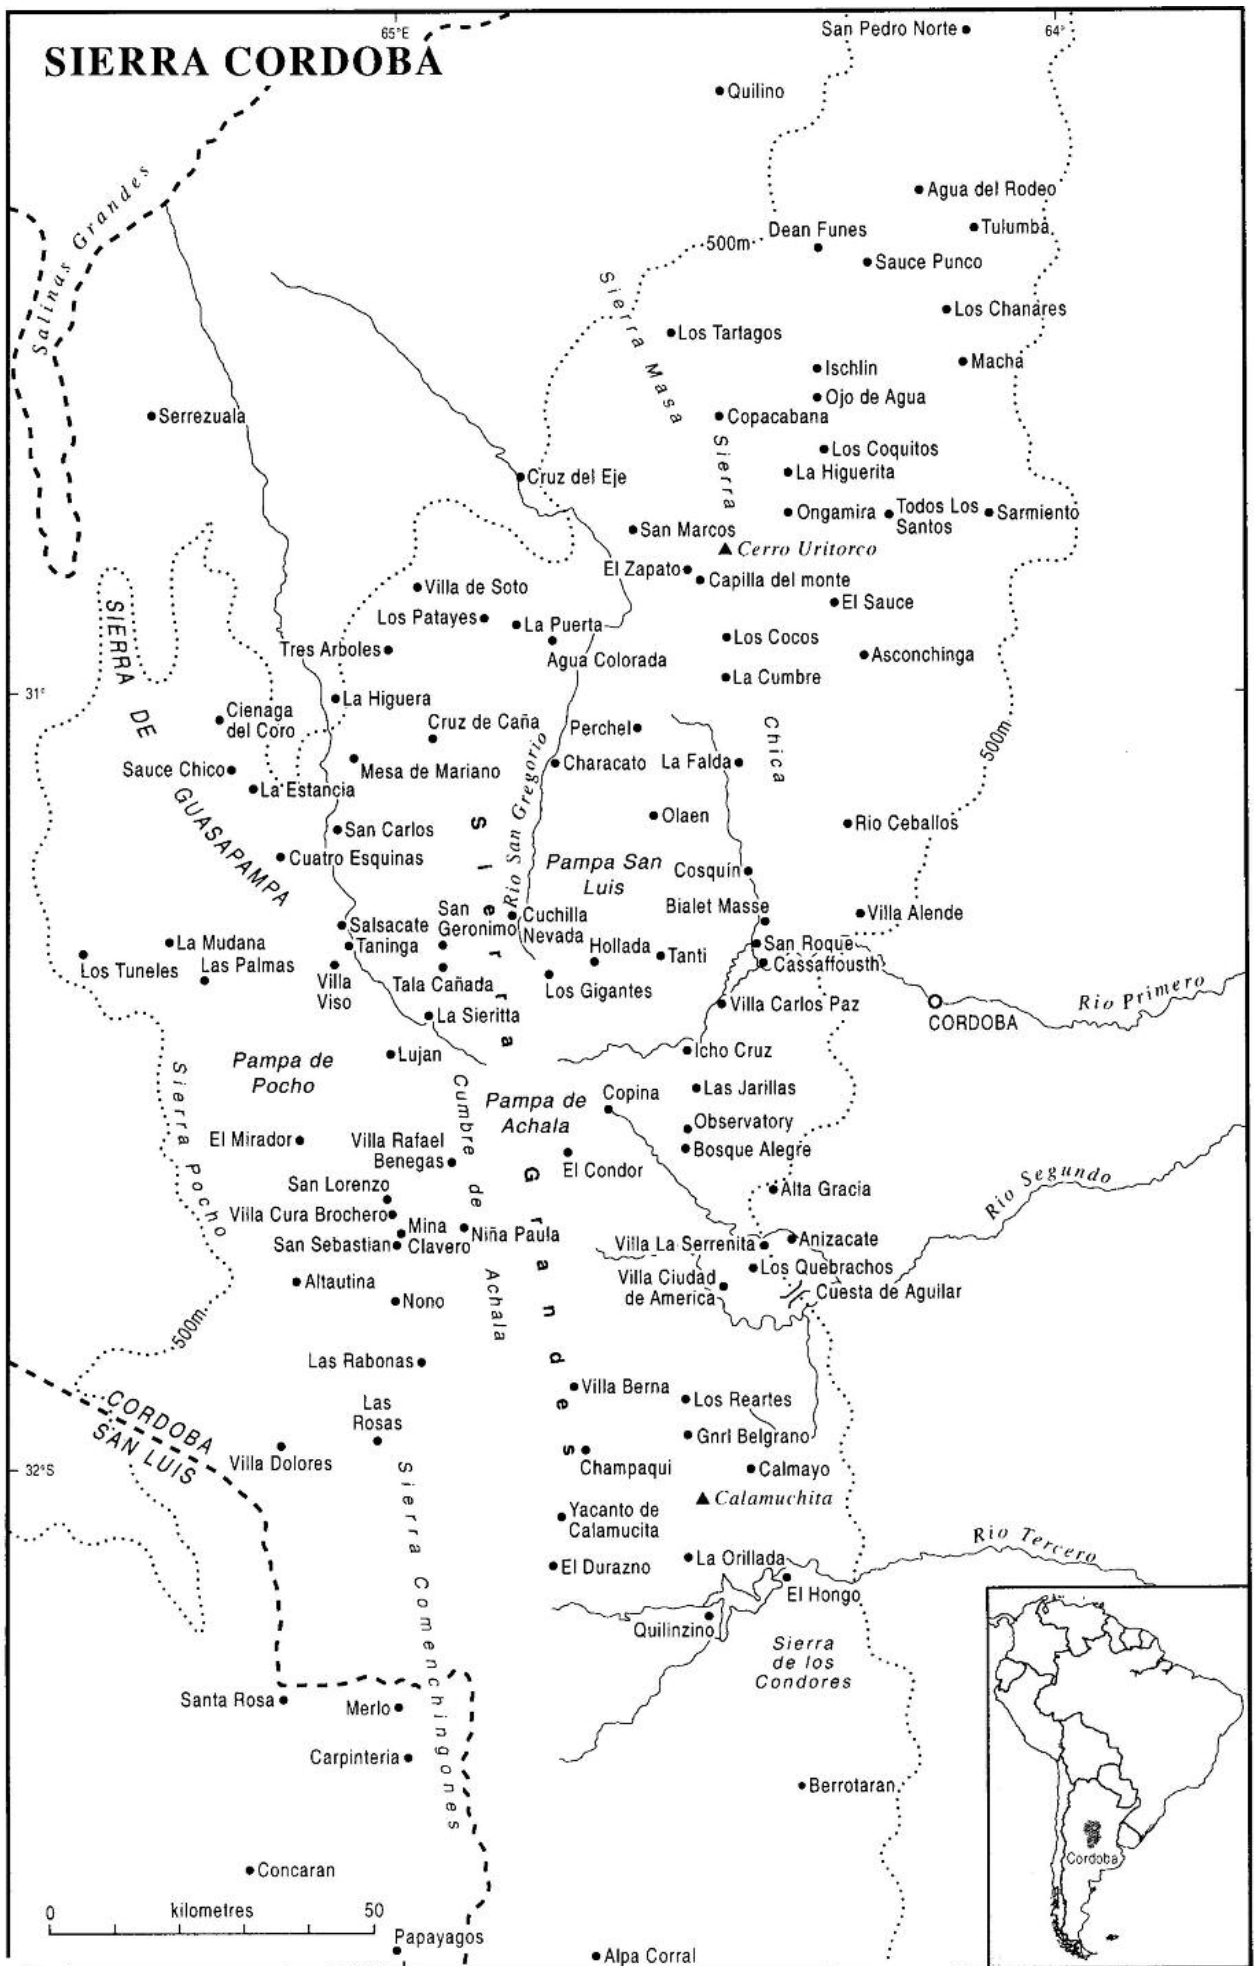 65°E
64°
SIERRA CORDOBA
San Pedro Norte
Quilino
Salinas Grandes
Agua del Rodeo
Tulumba
Dean Funes
500m
Sauce Punco
Sierra Masa
Los Chanares
Los Tartagos
Macha
Ischlin
Ojo de Agua
Serrezuala
Copacabana
Sierra
Los Coquitos
La Higuerita
Cruz del Eje
Ongamira
Todos Los
Santos
Sarmiento
San Marcos
Cerro Uritorco
El Zapato
Capilla del monte
Villa de Soto
El Sauce
SIERRA
DE
GUASAPAMPA
Los Patayes
La Puerta
Los Cocos
Tres Arboles
Agua Colorada
Asconchinga
La Cumbre
31°
La Higuera
Cienaga
del Coro
Cruz de Caña
Perchel
Chica
500m
Sauce Chico
Mesa de Mariano
Characato
La Falda
La Estancia
Rio San Gregorio
Sierra
Olaen
San Carlos
Rio Ceballos
Cuatro Esquinas
Pampa San
Luis
Cosquín
Bialet Masse
San
Geronimo
Cuchilla
Nevada
Villa Alende
Salsacate
La Mudana
Taninga
Hollada
Tanti
San Roque
Los Tuneles
Las Palmas
Cassaffousth
Villa
Viso
Tala Cañada
Los Gigantes
Rio Primero
Villa Carlos Paz
La Sieritta
CORDOBA
Lujan
Icho Cruz
Pampa de
Pocho
Sierra Pocho
Cumbre de Achala
Pampa de
Achala
Copina
Las Jarillas
Observatory
Bosque Alegre
El Mirador
Villa Rafael
Benegas
El Condor
Grandes
San Lorenzo
Alta Gracia
Rio Segundo
Villa Cura Brochero
Mina
Clavero
Niña Paula
San Sebastian
Villa La Serrenita
Anizacate
Los Quebrachos
Altautina
Villa Ciudad
de America
Cuesta de Aguilar
Nono
500m
Las Rabonas
Villa Berna
Los Reartes
CORDOBA
SAN LUIS
Las
Rosas
Gnrl Belgrano
Villa Dolores
Champaqui
Calmayo
32°S
Sierra Comenchingones
Calamuchita
Yacanto de
Calamucita
Rio Tercero
La Orillada
El Durazno
El Hongo
Quilinzino
Sierra
de los
Condores
Santa Rosa
Merlo
Carpinteria
Berrotaran
Cordoba
Concaran
0 kilometres 50
Papayagos
Alpa Corral